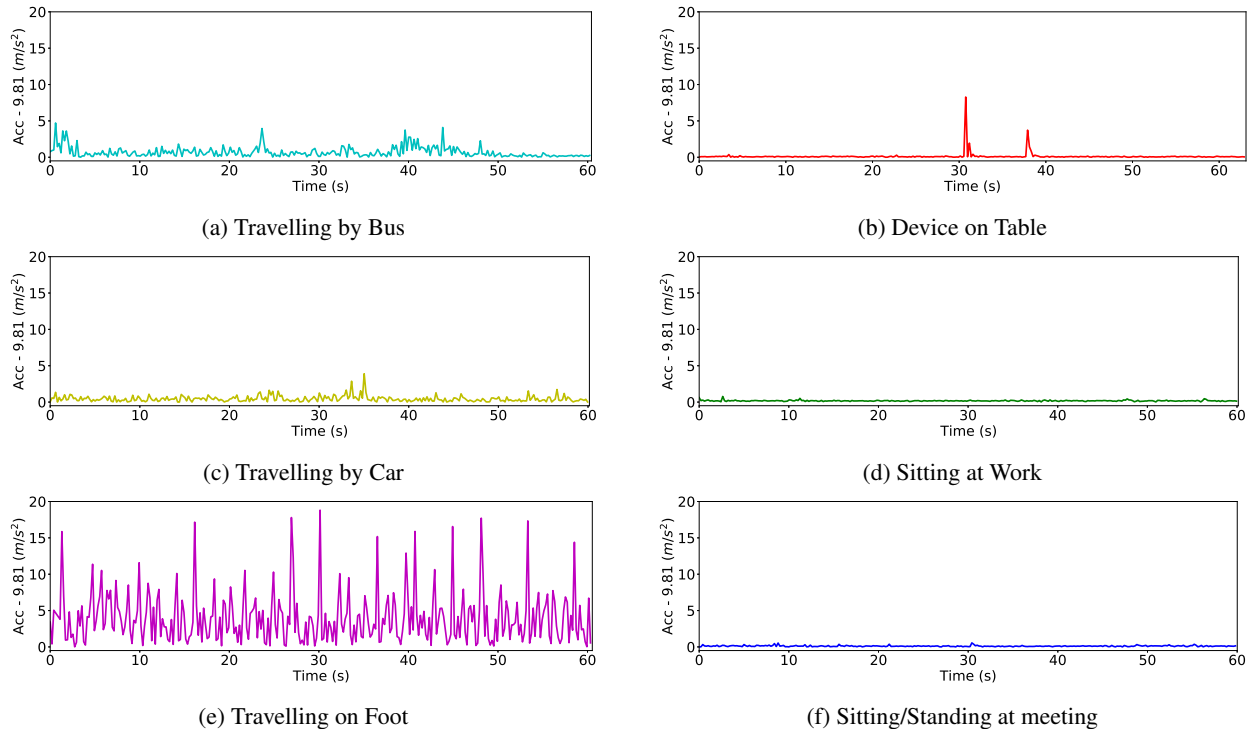 20
15
10
5
0
Acc - 9.81 (m/s²)
0 10 20 30 40 50 60
Time (s)
(a) Travelling by Bus
20
15
10
5
0
Acc - 9.81 (m/s²)
0 10 20 30 40 50 60
Time (s)
(b) Device on Table
20
15
10
5
0
Acc - 9.81 (m/s²)
0 10 20 30 40 50 60
Time (s)
(c) Travelling by Car
20
15
10
5
0
Acc - 9.81 (m/s²)
0 10 20 30 40 50 60
Time (s)
(d) Sitting at Work
20
15
10
5
0
Acc - 9.81 (m/s²)
0 10 20 30 40 50 60
Time (s)
(e) Travelling on Foot
20
15
10
5
0
Acc - 9.81 (m/s²)
0 10 20 30 40 50 60
Time (s)
(f) Sitting/Standing at meeting